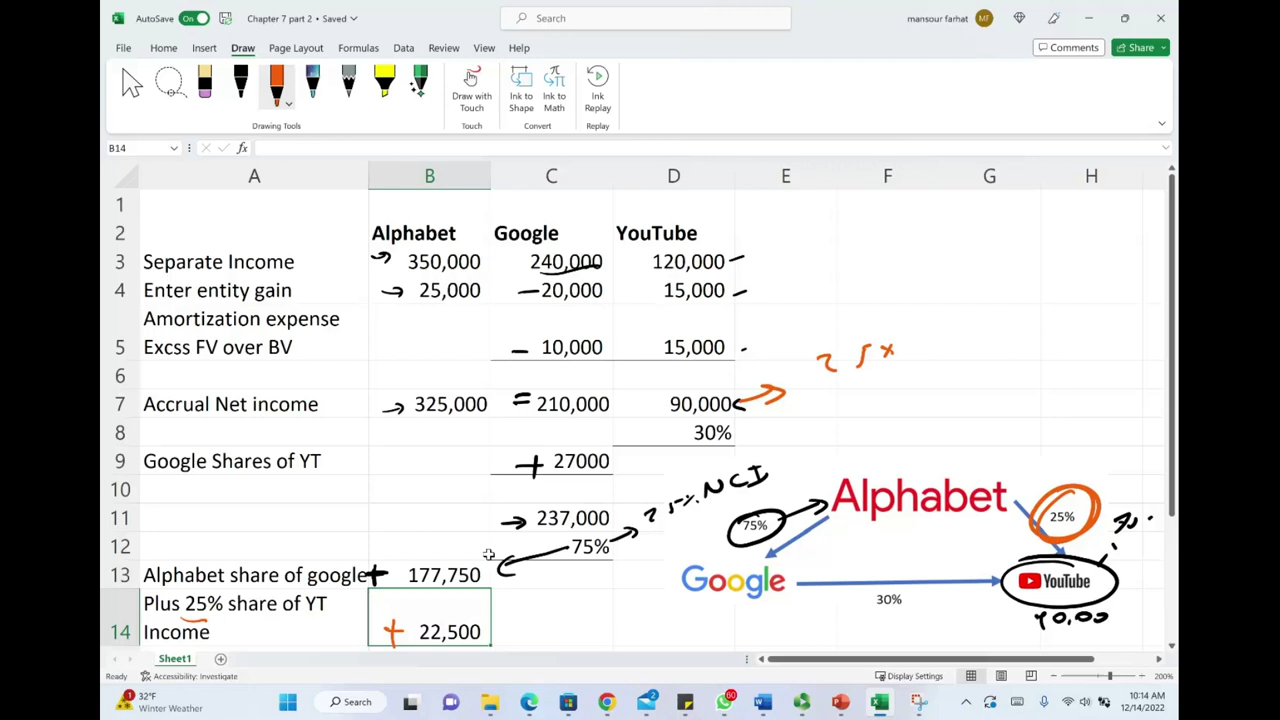 AutoSave On Chapter 7 part 2 • Saved Search mansour farhat MF
File Home Insert Draw Page Layout Formulas Data Review View Help Comments Share
Draw with Touch Ink to Shape Ink to Math Ink Replay
Drawing Tools Touch Convert Replay
B14 fx
A B C D E F G H
1
2 Alphabet Google YouTube
3 Separate Income 350,000 240,000 120,000
4 Enter entity gain 25,000 20,000 15,000
Amortization expense
5 Excss FV over BV 10,000 15,000
25
6
7 Accrual Net income 325,000 = 210,000 90,000
8 30%
9 Google Shares of YT + 27000
25% NCI
10
Alphabet
11 237,000
75% 25%
12 75%
13 Alphabet share of google + 177,750
Google YouTube
30%
Plus 25% share of YT
14 Income + 22,500
Sheet1
Ready Accessibility: Investigate Display Settings 200%
1 32°F Winter Weather Search 60 10:14 AM 12/14/2022